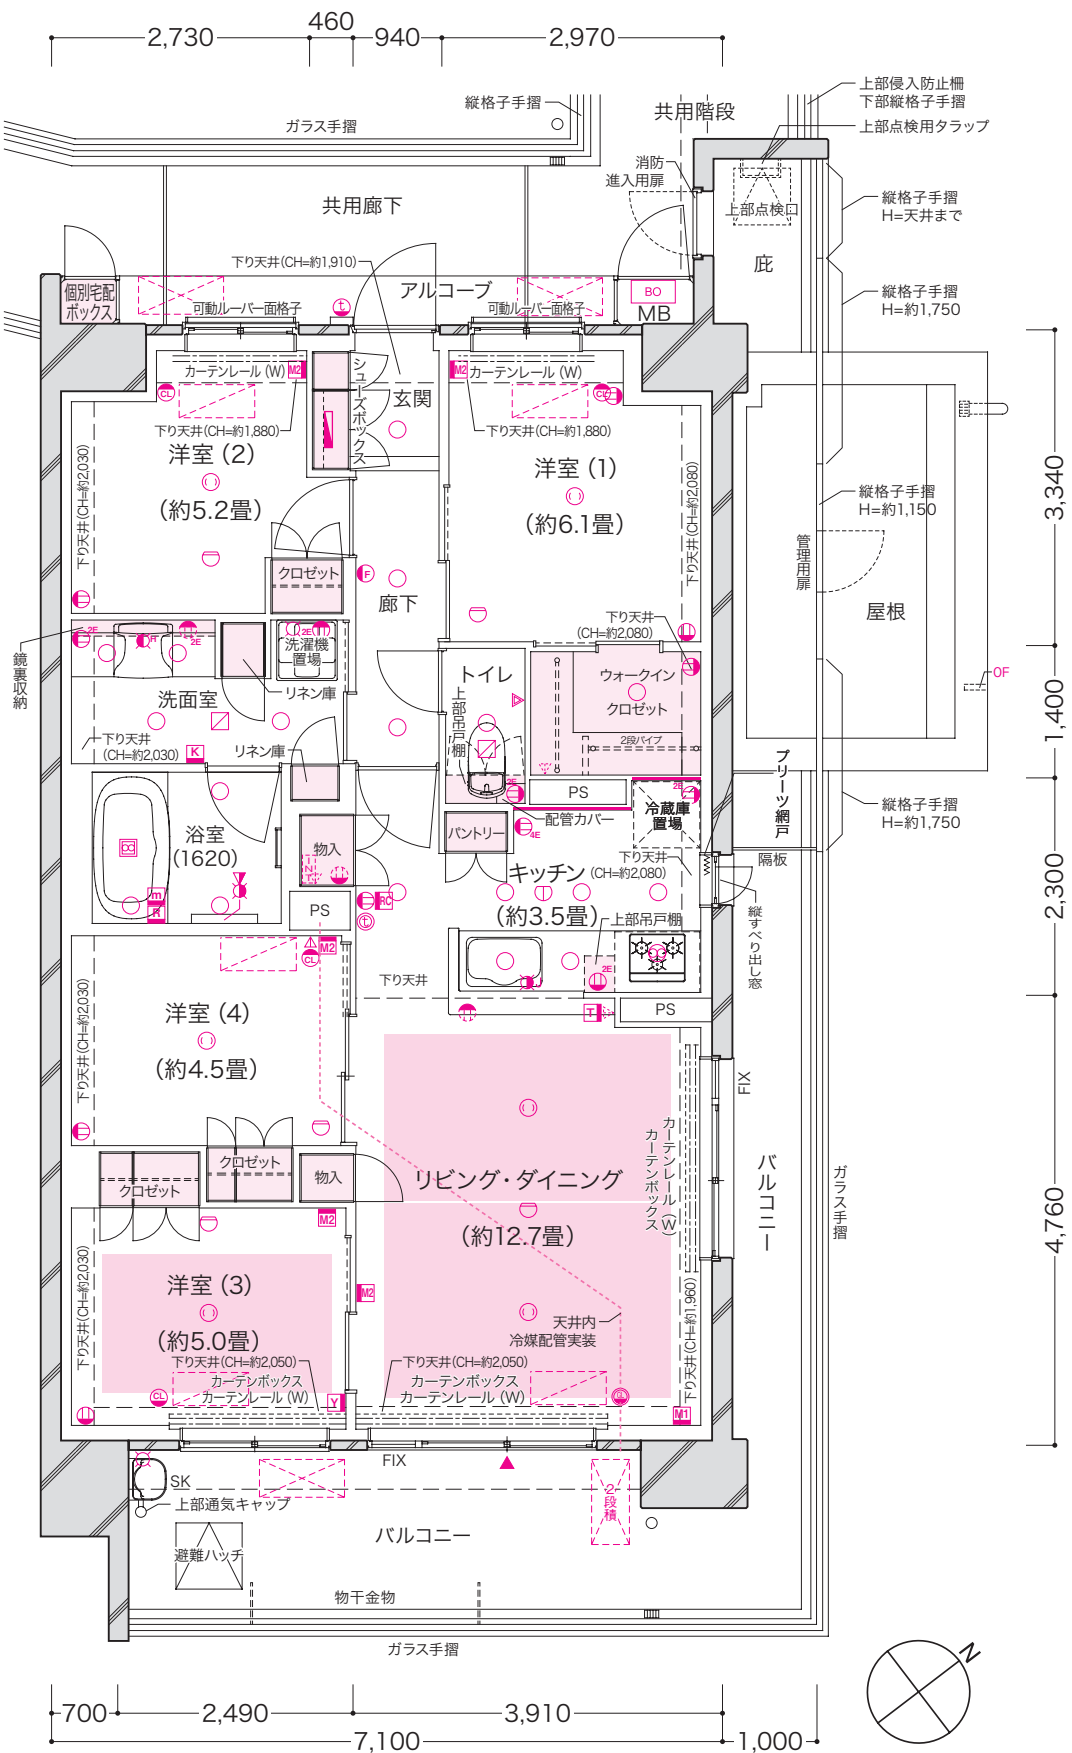 2,730
460
940
2,970
縦格子手摺
ガラス手摺
共用階段
上部侵入防止柵
下部縦格子手摺
上部点検用タラップ
消防
進入用扉
上部点検口
縦格子手摺
H=天井まで
共用廊下
庇
下り天井(CH=約1,910)
個別宅配
ボックス
アルコーブ
可動ルーバー面格子
可動ルーバー面格子
BO
MB
縦格子手摺
H=約1,750
t
カーテンレール (W)
M2
シューズボックス
玄関
M2
カーテンレール (W)
CL
CL
下り天井(CH=約1,880)
下り天井(CH=約1,880)
洋室 (2)
(約5.2畳)
洋室 (1)
(約6.1畳)
下り天井(CH=約2,030)
下り天井(CH=約2,080)
縦格子手摺
H=約1,150
3,340
管理用扉
クロゼット
F
廊下
屋根
下り天井
(CH=約2,080)
2E
H
2E
2E
洗濯機
置場
鏡裏収納
リネン庫
洗面室
トイレ
上部吊戸棚
ウォークイン
クロゼット
OF
1,400
下り天井
(CH=約2,030)
K
リネン庫
2段パイプ
プリーツ網戸
2E
PS
2E
冷蔵庫
置場
配管カバー
縦格子手摺
H=約1,750
浴室
(1620)
物入
パントリー
4E
キッチン
下り天井
(CH=約2,080)
隔板
2,300
m
R
PS
RC
t
(約3.5畳)
上部吊戸棚
縦すべり出し窓
CL
M2
下り天井
2E
下り天井(CH=約2,030)
洋室 (4)
(約4.5畳)
T
PS
FIX
カーテンレール (W)
カーテンボックス
クロゼット
クロゼット
物入
リビング・ダイニング
(約12.7畳)
バルコニー
ガラス手摺
4,760
M2
下り天井(CH=約2,030)
洋室 (3)
(約5.0畳)
M2
天井内
冷媒配管実装
下り天井(CH=約1,960)
下り天井(CH=約2,050)
カーテンボックス
カーテンレール (W)
下り天井(CH=約2,050)
カーテンボックス
カーテンレール (W)
CL
Y
M1
FIX
SK
上部通気キャップ
2段積
避難ハッチ
バルコニー
物干金物
ガラス手摺
N
700
2,490
3,910
7,100
1,000